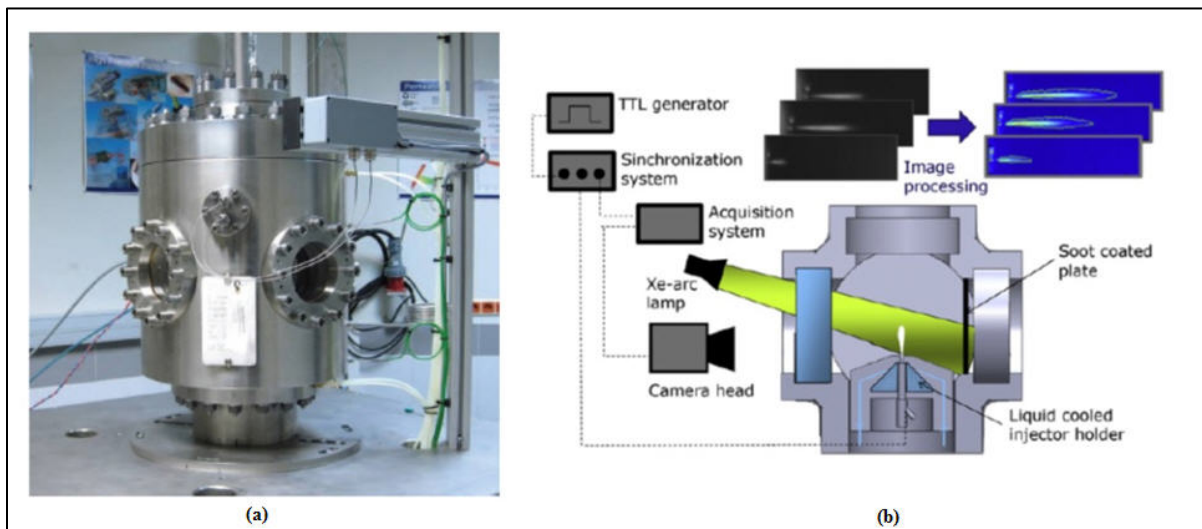 TTL generator
Sinchronization
system
Acquisition
system
Xe-arc
lamp
Camera head
Image
processing
Soot coated
plate
Liquid cooled
injector holder
(a)
(b)